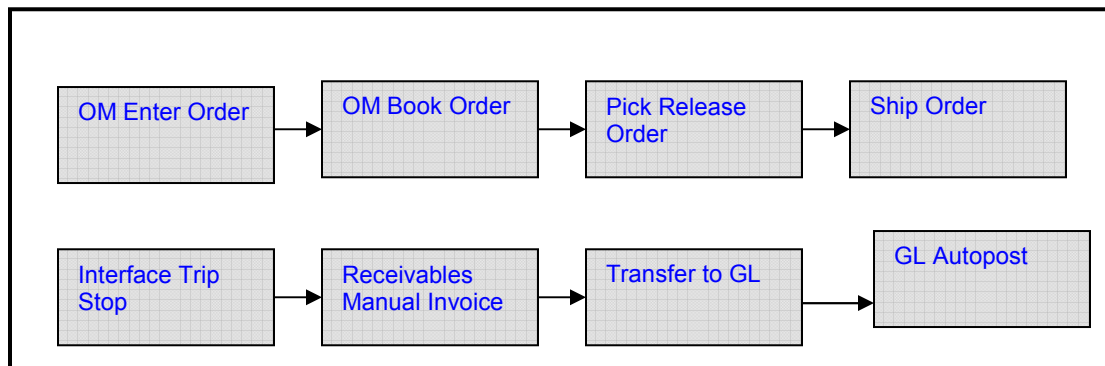 OM Enter Order
OM Book Order
Pick Release
Order
Ship Order
Interface Trip
Stop
Receivables
Manual Invoice
Transfer to GL
GL Autopost